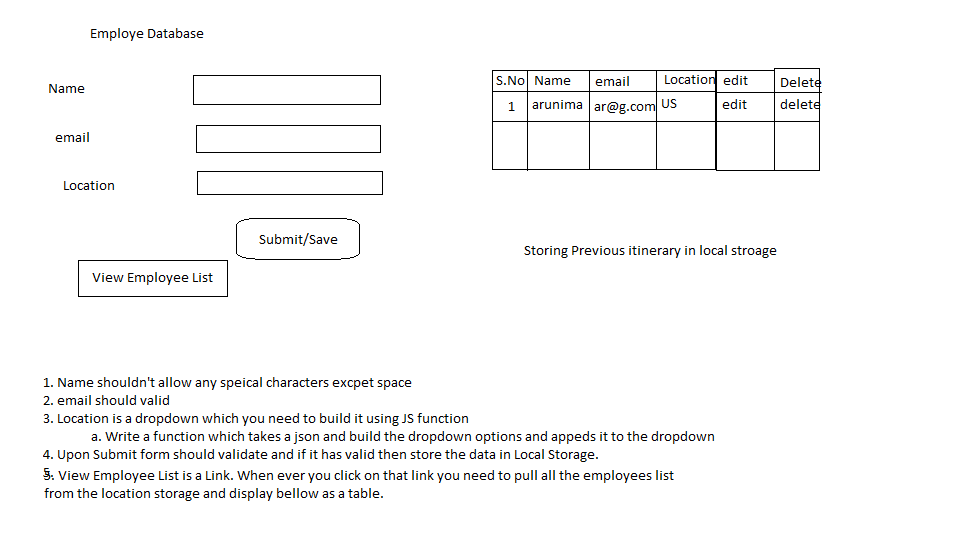 Employe Database
Name
email
Location
Submit/Save
View Employee List
S.No Name email Location edit Delete
1 arunima ar@g.com US edit delete
Storing Previous itinerary in local stroage
1. Name shouldn't allow any speical characters excpet space
2. email should valid
3. Location is a dropdown which you need to build it using JS function
a. Write a function which takes a json and build the dropdown options and appeds it to the dropdown
4. Upon Submit form should validate and if it has valid then store the data in Local Storage.
5. View Employee List is a Link. When ever you click on that link you need to pull all the employees list
from the location storage and display bellow as a table.